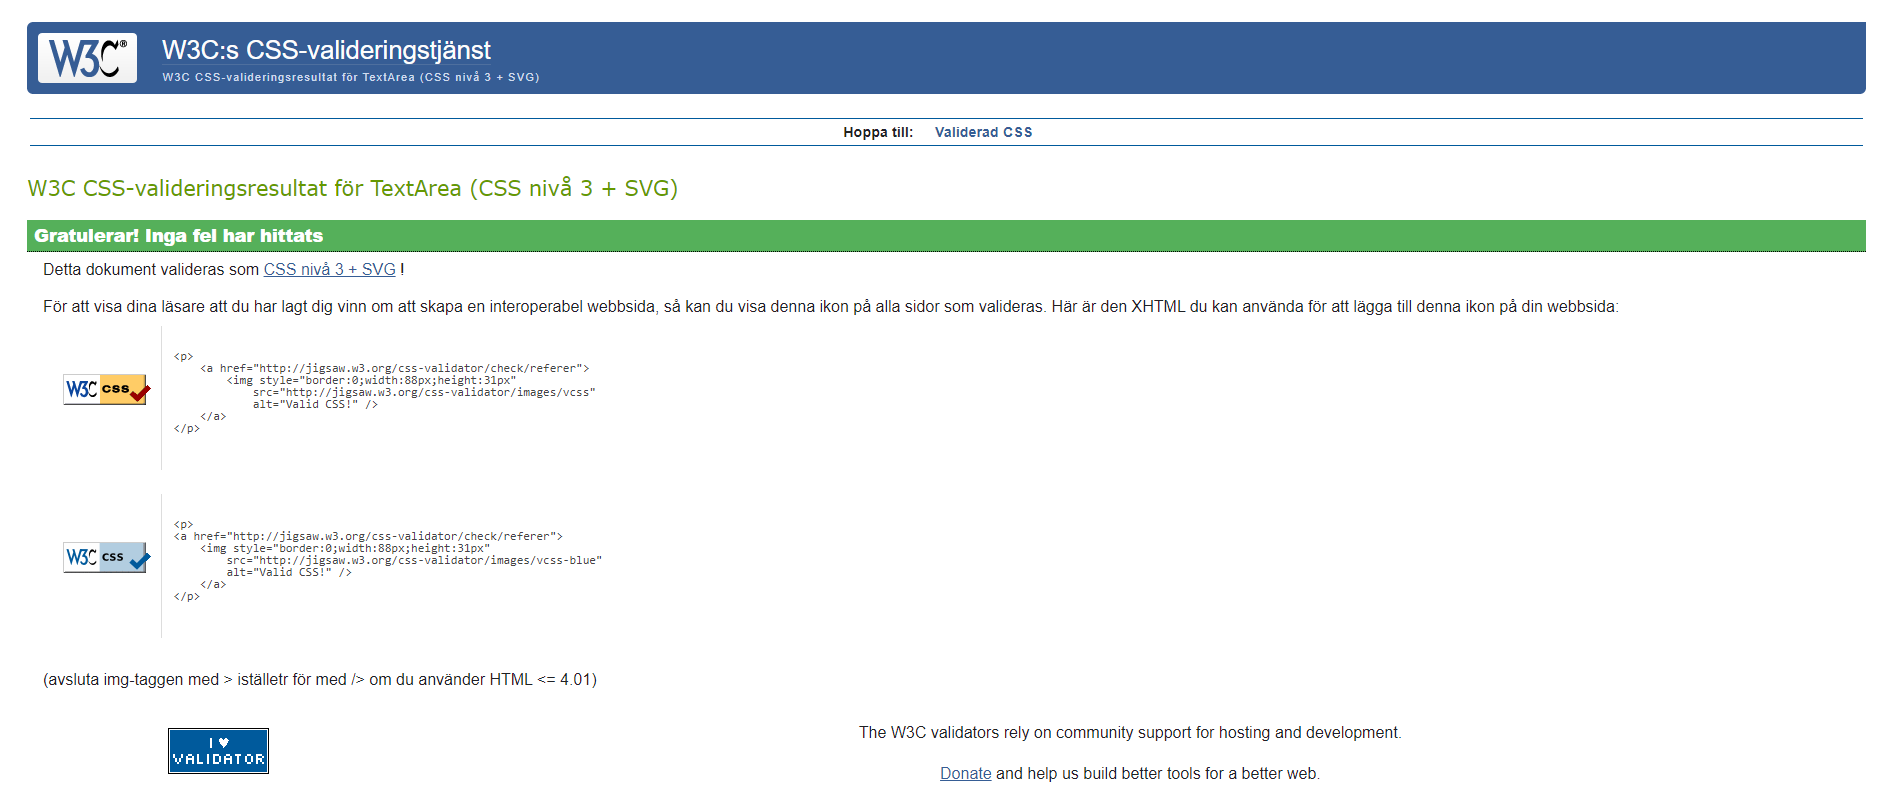 W3C®
W3C:s CSS-valideringstjänst
W3C CSS-valideringsresultat för TextArea (CSS nivå 3 + SVG)
Hoppa till: Validerad CSS
W3C CSS-valideringsresultat för TextArea (CSS nivå 3 + SVG)
Gratulerar! Inga fel har hittats
Detta dokument valideras som CSS nivå 3 + SVG !
För att visa dina läsare att du har lagt dig vinn om att skapa en interoperabel webbsida, så kan du visa denna ikon på alla sidor som valideras. Här är den XHTML du kan använda för att lägga till denna ikon på din webbsida:
W3C css
<p>
<a href="http://jigsaw.w3.org/css-validator/check/referer">
<img style="border:0;width:88px;height:31px"
src="http://jigsaw.w3.org/css-validator/images/vcss"
alt="Valid CSS!" />
</a>
</p>
W3C css
<p>
<a href="http://jigsaw.w3.org/css-validator/check/referer">
<img style="border:0;width:88px;height:31px"
src="http://jigsaw.w3.org/css-validator/images/vcss-blue"
alt="Valid CSS!" />
</a>
</p>
(avsluta img-taggen med > iställetr för med /> om du använder HTML <= 4.01)
I ♥
VALIDATOR
The W3C validators rely on community support for hosting and development.
Donate and help us build better tools for a better web.